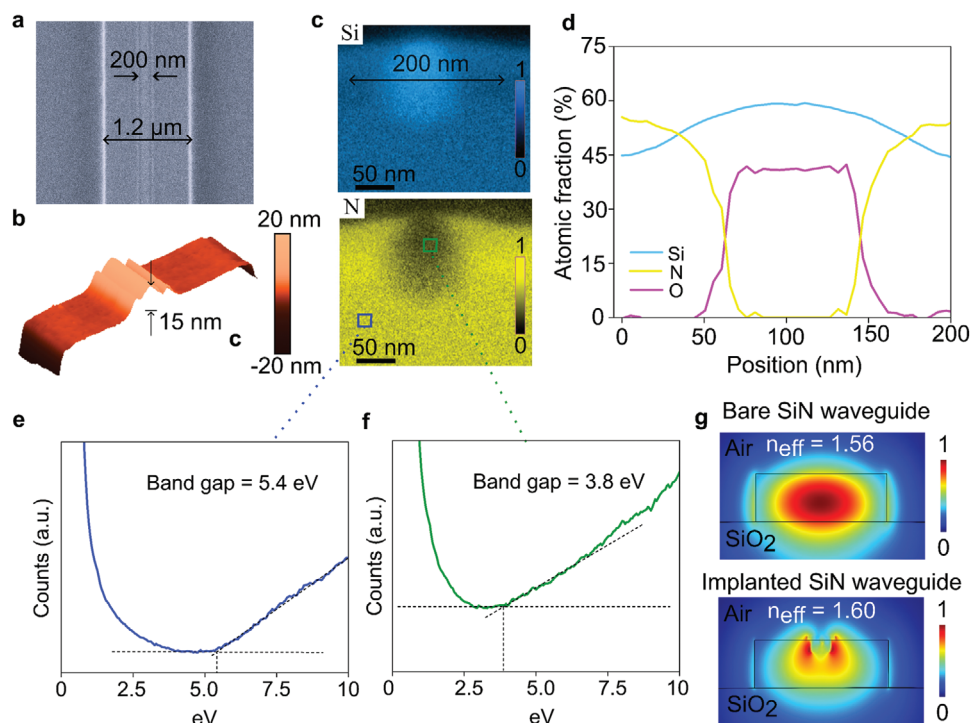 a
200 nm
1.2 µm
b
20 nm
15 nm
c
-20 nm
c
Si
200 nm
1
0
50 nm
N
1
0
50 nm
d
75
60
45
30
15
0
Atomic fraction (%)
Si
N
O
0
50
100
150
200
Position (nm)
e
Band gap = 5.4 eV
Counts (a.u.)
0
2.5
5.0
7.5
10
eV
f
Band gap = 3.8 eV
Counts (a.u.)
0
2.5
5.0
7.5
10
eV
g
Bare SiN waveguide
Air
neff = 1.56
SiO2
1
0
Implanted SiN waveguide
Air
neff = 1.60
SiO2
1
0